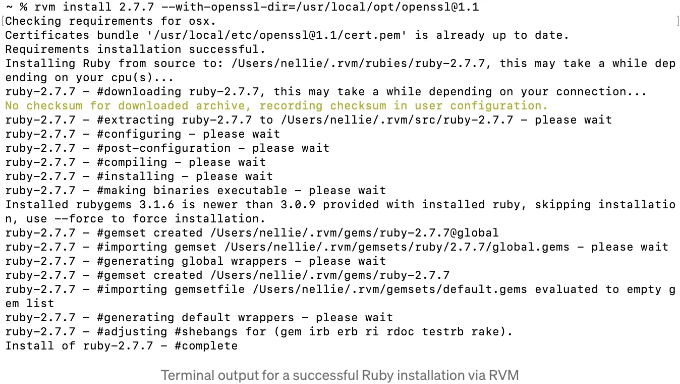 ~ % rvm install 2.7.7 --with-openssl-dir=/usr/local/opt/openssl@1.1
[Checking requirements for osx. ]
Certificates bundle '/usr/local/etc/openssl@1.1/cert.pem' is already up to date.
Requirements installation successful.
Installing Ruby from source to: /Users/nellie/.rvm/rubies/ruby-2.7.7, this may take a while dep
ending on your cpu(s)...
ruby-2.7.7 - #downloading ruby-2.7.7, this may take a while depending on your connection...
No checksum for downloaded archive, recording checksum in user configuration.
ruby-2.7.7 - #extracting ruby-2.7.7 to /Users/nellie/.rvm/src/ruby-2.7.7 - please wait
ruby-2.7.7 - #configuring - please wait
ruby-2.7.7 - #post-configuration - please wait
ruby-2.7.7 - #compiling - please wait
ruby-2.7.7 - #installing - please wait
ruby-2.7.7 - #making binaries executable - please wait
Installed rubygems 3.1.6 is newer than 3.0.9 provided with installed ruby, skipping installatio
n, use --force to force installation.
ruby-2.7.7 - #gemset created /Users/nellie/.rvm/gems/ruby-2.7.7@global
ruby-2.7.7 - #importing gemset /Users/nellie/.rvm/gemsets/ruby/2.7.7/global.gems - please wait
ruby-2.7.7 - #generating global wrappers - please wait
ruby-2.7.7 - #gemset created /Users/nellie/.rvm/gems/ruby-2.7.7
ruby-2.7.7 - #importing gemsetfile /Users/nellie/.rvm/gemsets/default.gems evaluated to empty g
em list
ruby-2.7.7 - #generating default wrappers - please wait
ruby-2.7.7 - #adjusting #shebangs for (gem irb erb ri rdoc testrb rake).
Install of ruby-2.7.7 - #complete
Terminal output for a successful Ruby installation via RVM